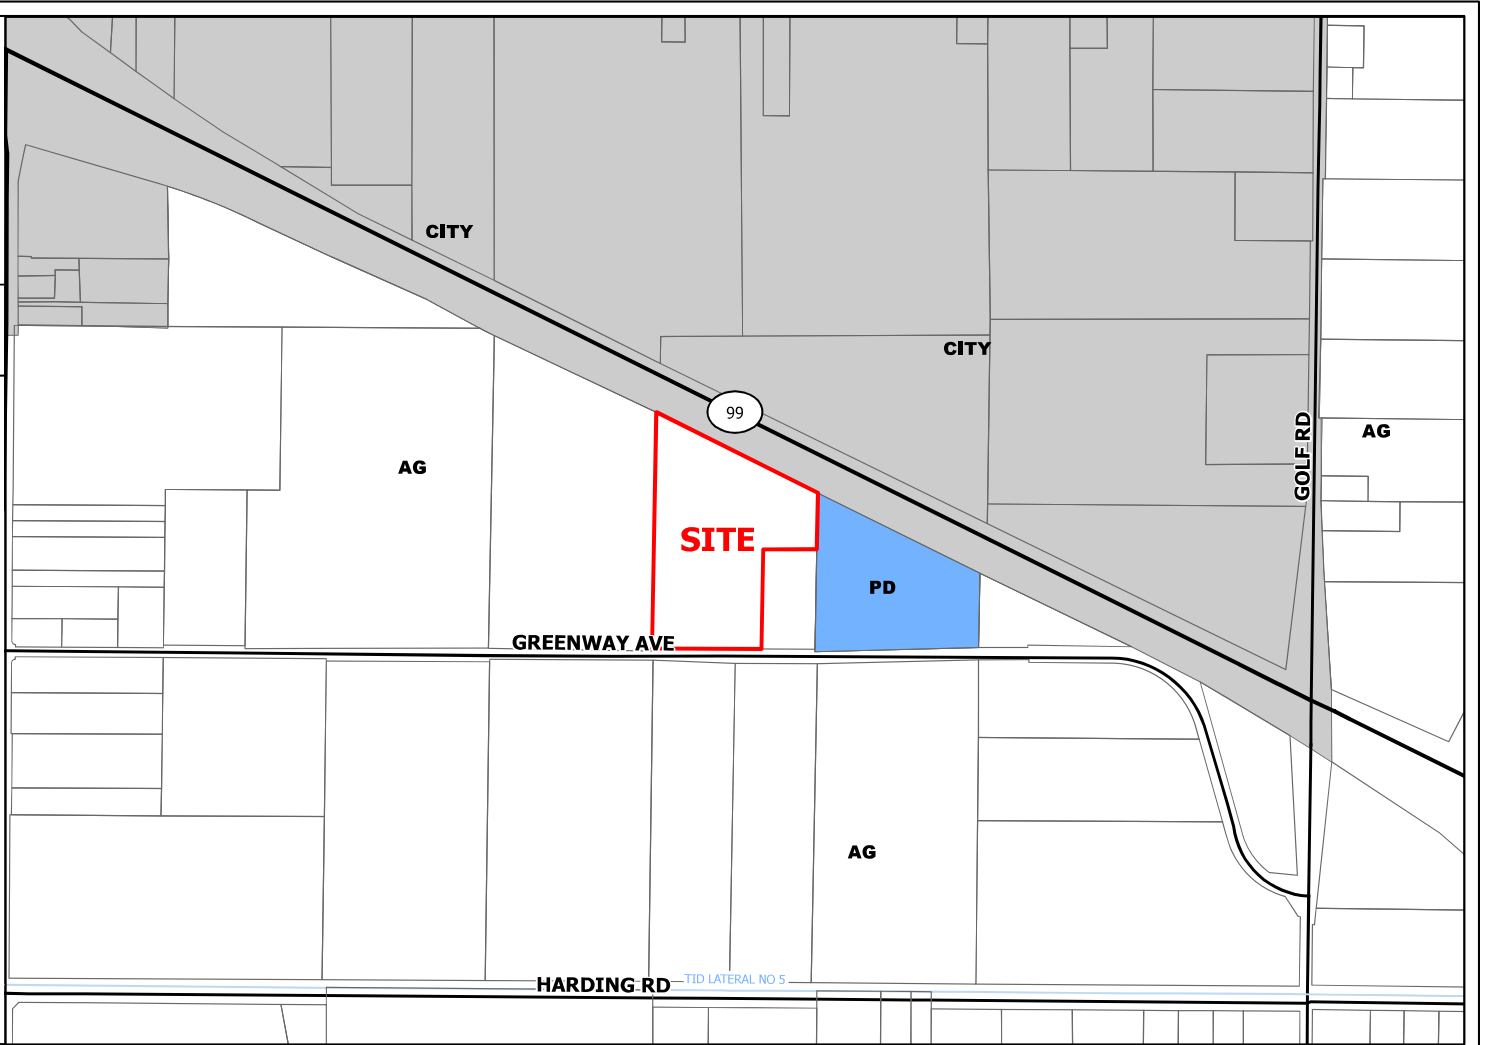 CITY
CITY
99
GOLF RD
AG
AG
SITE
PD
GREENWAY AVE
AG
HARDING RD
TID LATERAL NO 5